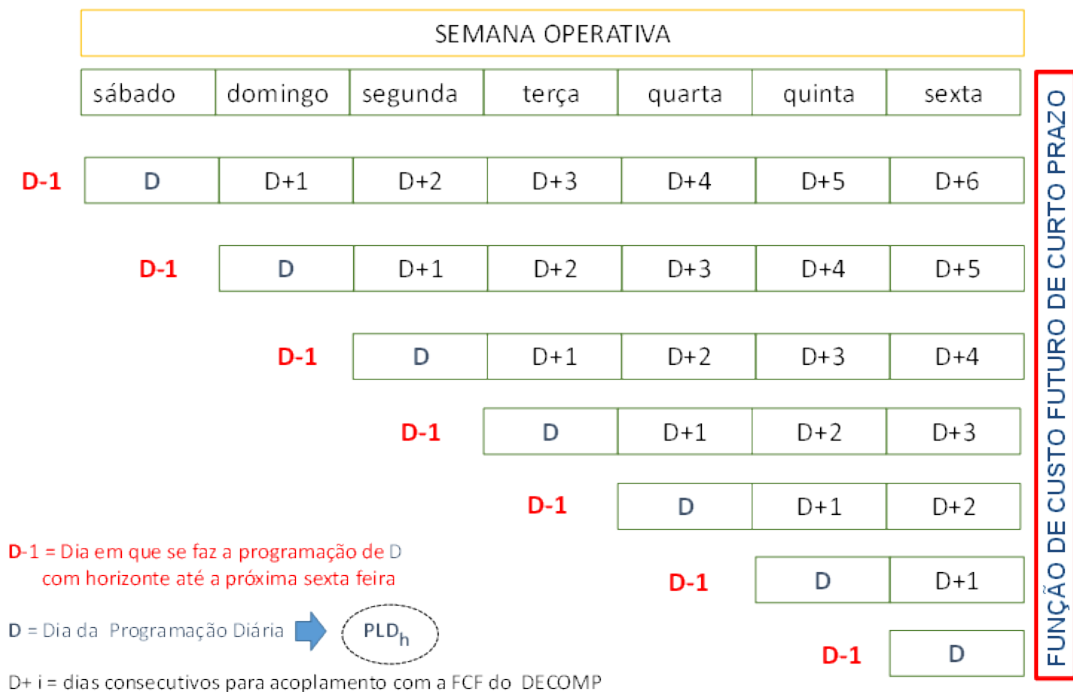 SEMANA OPERATIVA
sábado domingo segunda terça quarta quinta sexta
D-1 D D+1 D+2 D+3 D+4 D+5 D+6
D-1 D D+1 D+2 D+3 D+4 D+5
D-1 D D+1 D+2 D+3 D+4
D-1 D D+1 D+2 D+3
D-1 D D+1 D+2
D-1 D D+1
D-1 D
FUNÇÃO DE CUSTO FUTURO DE CURTO PRAZO
D-1 = Dia em que se faz a programação de D
com horizonte até a próxima sexta feira
D = Dia da Programação Diária PLDh
D+ i = dias consecutivos para acoplamento com a FCF do DECOMP